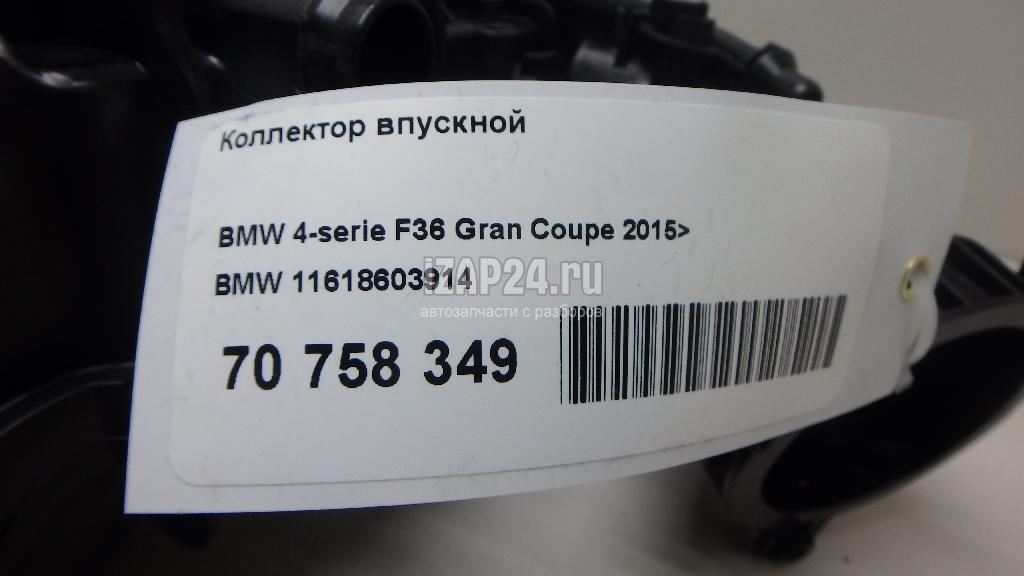 Коллектор впускной
BMW 4-serie F36 Gran Coupe 2015>
BMW 11618603914
iZAP24.ru
автозапчасти с разборов
70 758 349